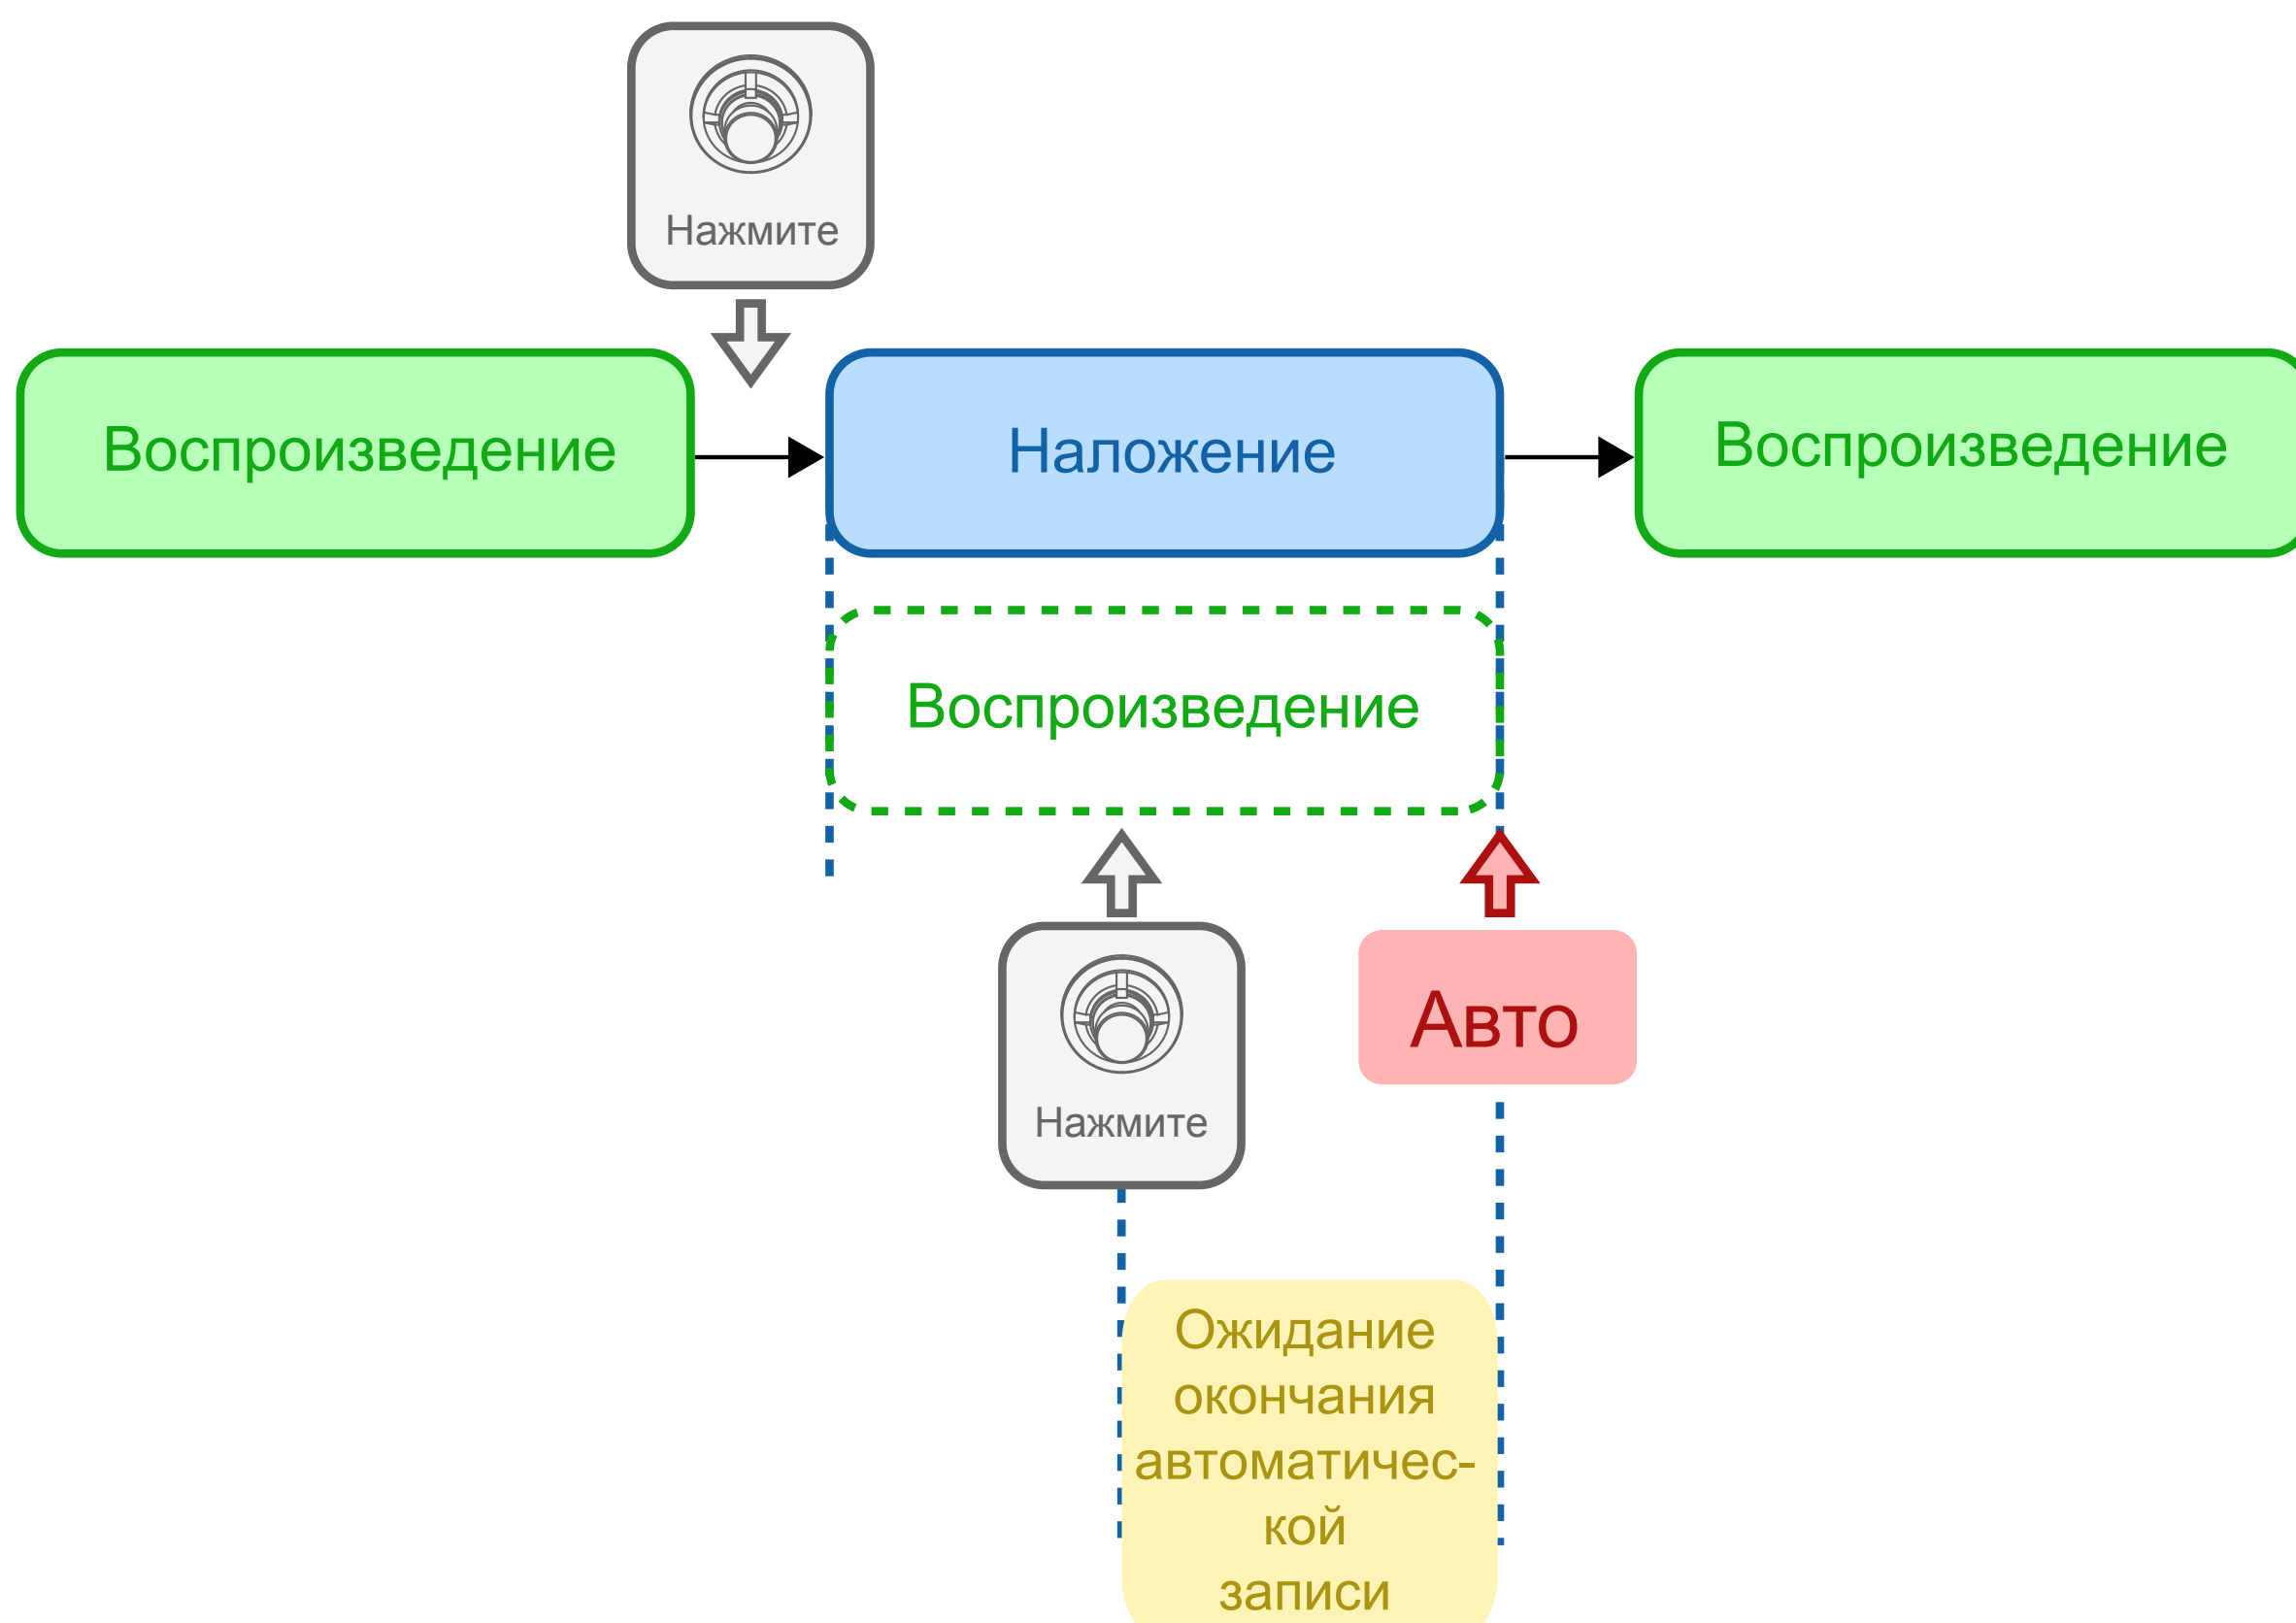 Нажмите
Воспроизведение
Наложение
Воспроизведение
Воспроизведение
Нажмите
Авто
Ожидание
окончания
автоматичес-
кой
записи